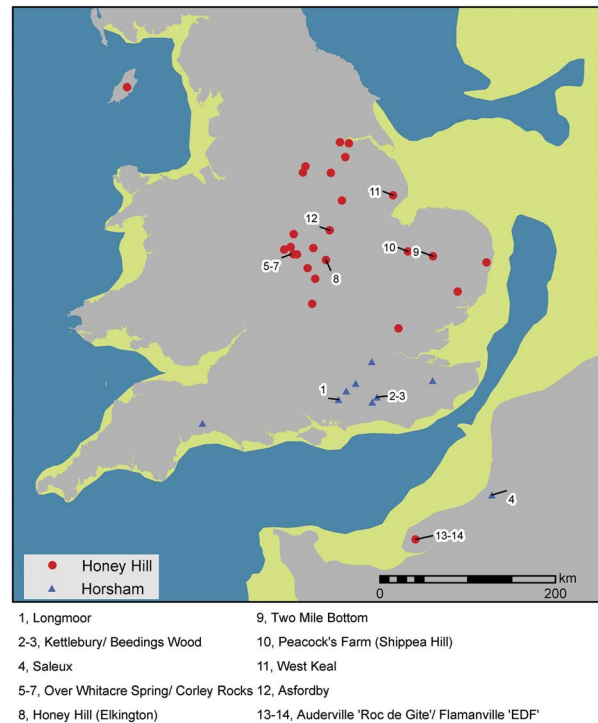 11
12
10
9
5-7
8
1
2-3
4
13-14
Honey Hill
Horsham
km
0
200
1, Longmoor
2-3, Kettlebury/ Beedings Wood
4, Saleux
5-7, Over Whitacre Spring/ Corley Rocks
8, Honey Hill (Elkington)
9, Two Mile Bottom
10, Peacock's Farm (Shippea Hill)
11, West Keal
12, Asfordby
13-14, Auderville 'Roc de Gite'/ Flamanville 'EDF'